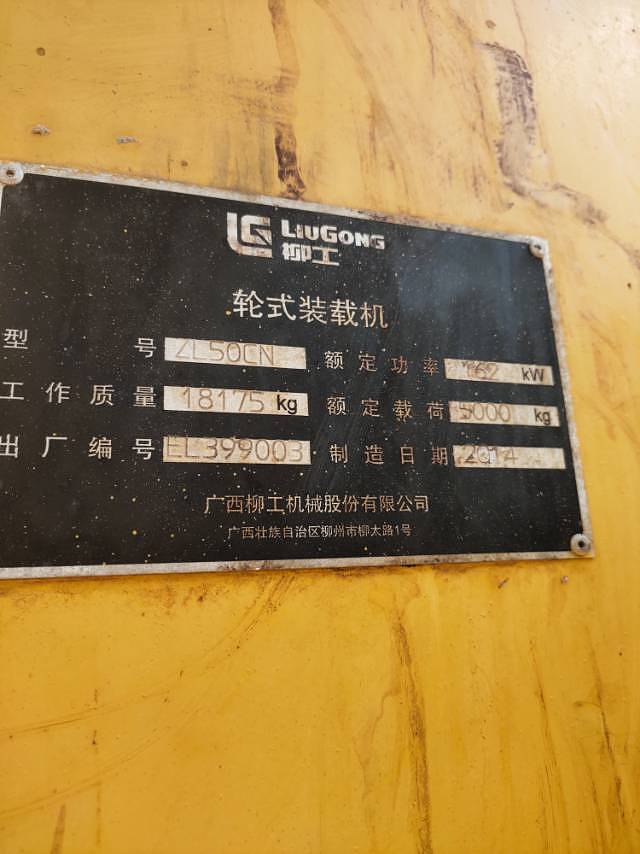 LG LIUGONG
柳工
轮式装载机
型号 ZL50CN 额定功率 162 kW
工作质量 18175 kg 额定载荷 5000 kg
出厂编号 EL399003 制造日期 2014
广西柳工机械股份有限公司
广西壮族自治区柳州市柳太路1号